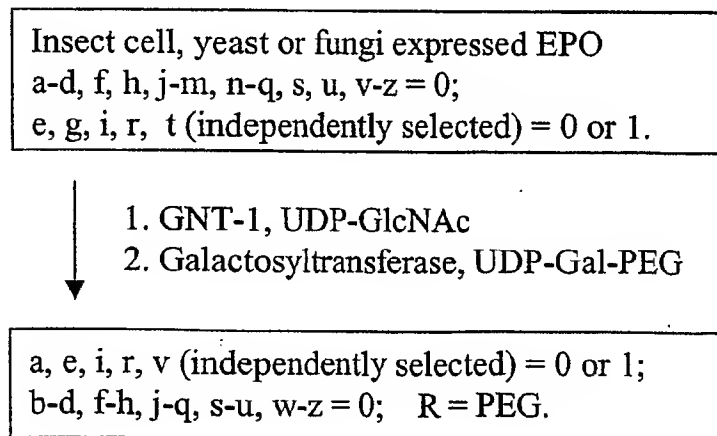 Insect cell, yeast or fungi expressed EPO
a-d, f, h, j-m, n-q, s, u, v-z = 0;
e, g, i, r, t (independently selected) = 0 or 1.
1. GNT-1, UDP-GlcNAc
2. Galactosyltransferase, UDP-Gal-PEG
a, e, i, r, v (independently selected) = 0 or 1;
b-d, f-h, j-q, s-u, w-z = 0; R = PEG.